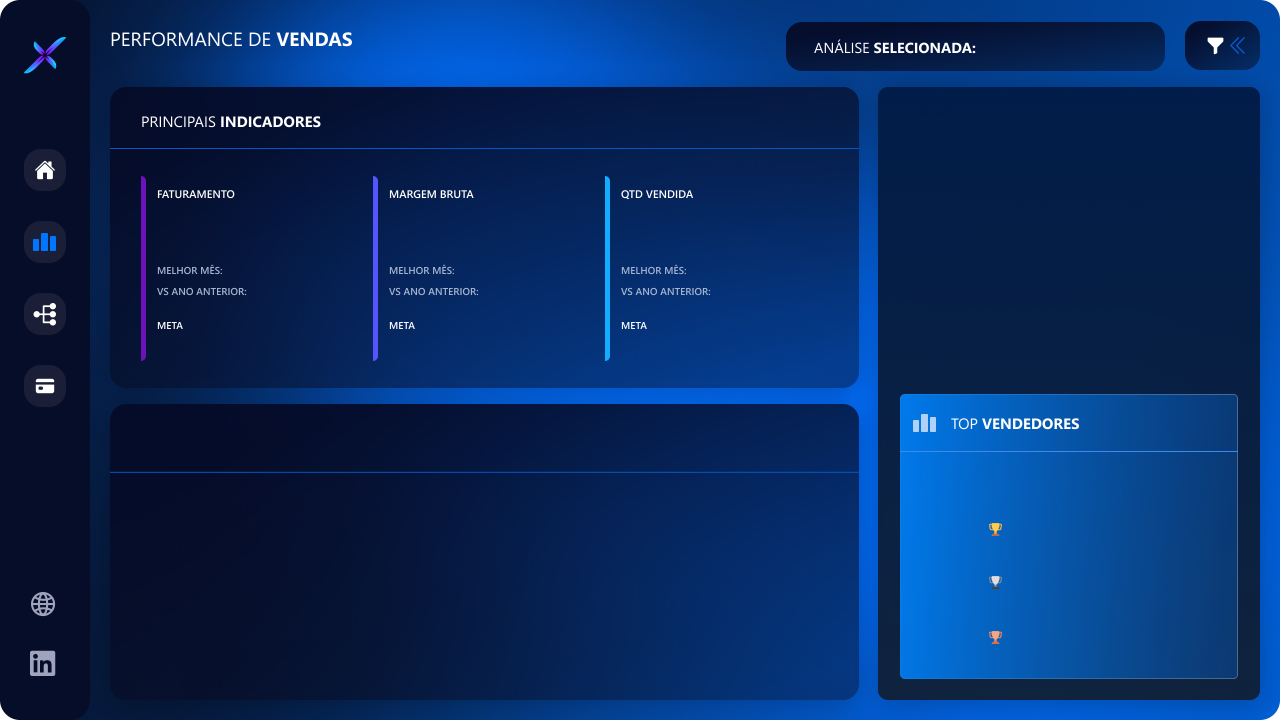 PERFORMANCE DE VENDAS
ANÁLISE SELECIONADA:
PRINCIPAIS INDICADORES
FATURAMENTO
MELHOR MÊS:
VS ANO ANTERIOR:
META
MARGEM BRUTA
MELHOR MÊS:
VS ANO ANTERIOR:
META
QTD VENDIDA
MELHOR MÊS:
VS ANO ANTERIOR:
META
TOP VENDEDORES
in